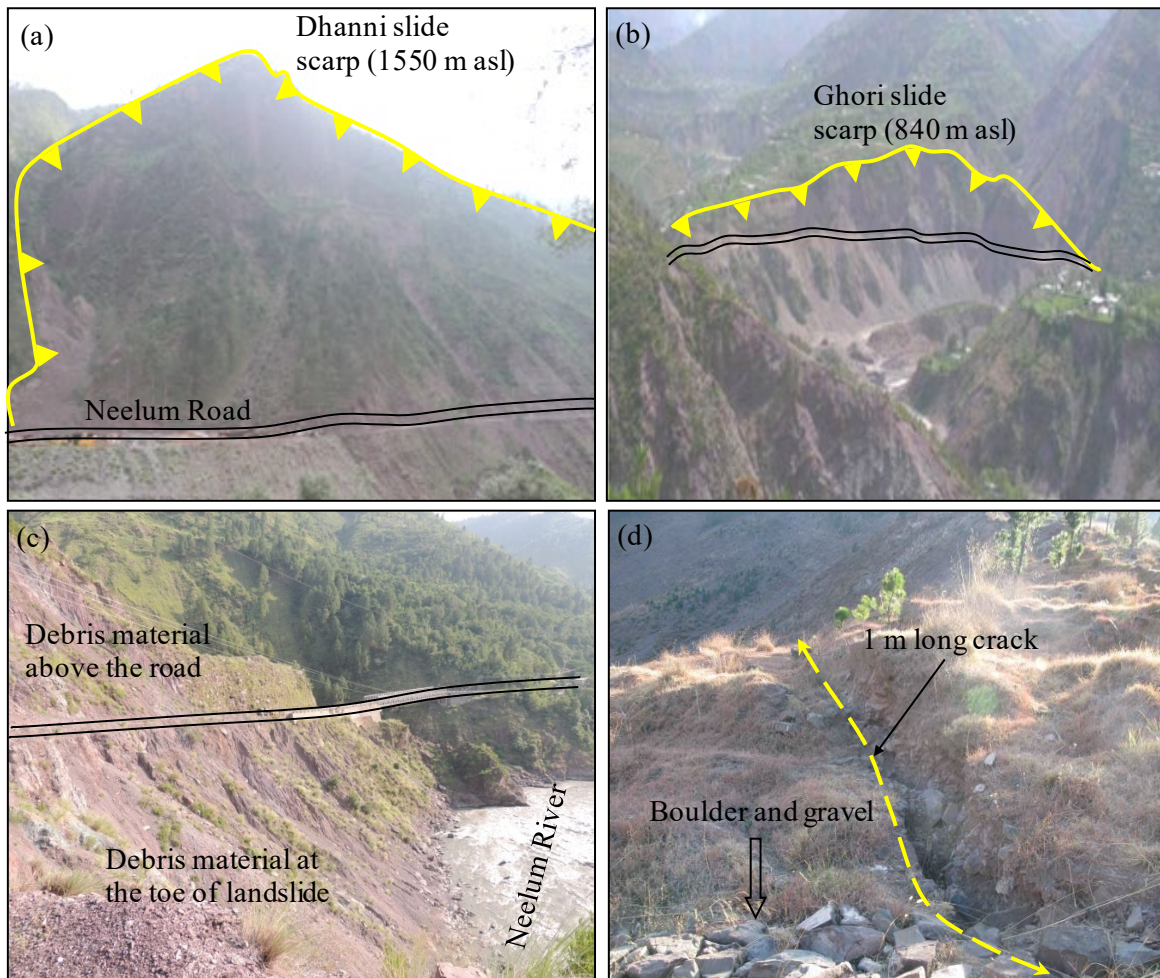 (a)
Dhanni slide
scarp (1550 m asl)
Neelum Road
(b)
Ghori slide
scarp (840 m asl)
(c)
Debris material
above the road
Debris material at
the toe of landslide
Neelum River
(d)
1 m long crack
Boulder and gravel